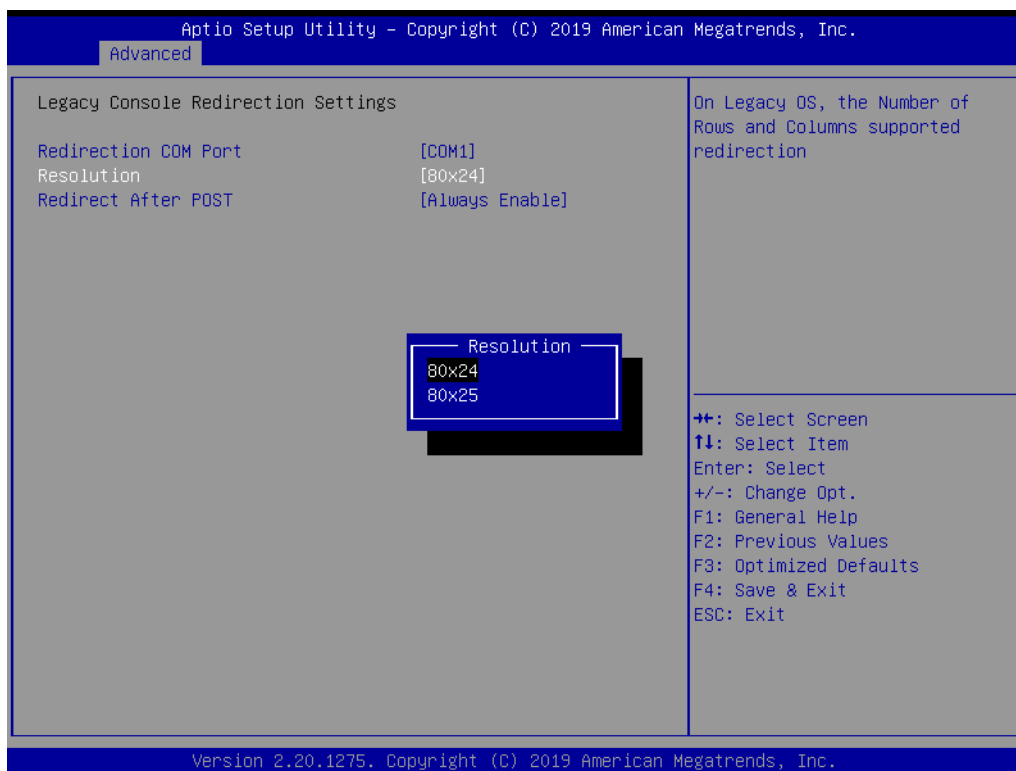 Aptio Setup Utility – Copyright (C) 2019 American Megatrends, Inc.
Advanced
Legacy Console Redirection Settings
Redirection COM Port [COM1]
Resolution [80x24]
Redirect After POST [Always Enable]
On Legacy OS, the Number of
Rows and Columns supported
redirection
Resolution
80x24
80x25
→←: Select Screen
↑↓: Select Item
Enter: Select
+/-: Change Opt.
F1: General Help
F2: Previous Values
F3: Optimized Defaults
F4: Save & Exit
ESC: Exit
Version 2.20.1275. Copyright (C) 2019 American Megatrends, Inc.